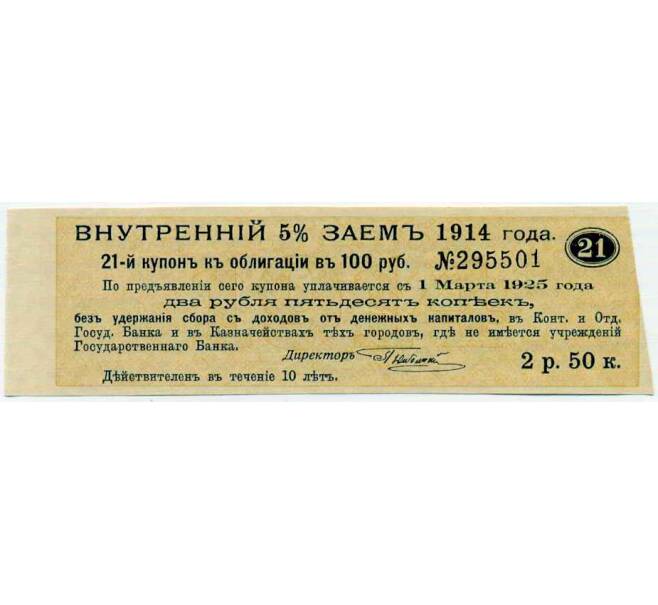 ВНУТРЕННІЙ 5% ЗАЕМЪ 1914 года.
21
21-й купонъ къ облигаціи въ 100 руб. №295501
По предъявленіи сего купона уплачивается съ 1 Марта 1925 года
два рубля пятьдесятъ копѣекъ,
безъ удержанія сбора съ доходовъ отъ денежныхъ капиталовъ, въ Конт. и Отд.
Госуд. Банка и въ Казначействахъ тѣхъ городовъ, гдѣ не имѣется учрежденій
Государственнаго Банка.
Директоръ
2 р. 50 к.
Дѣйствителенъ въ теченіе 10 лѣтъ.